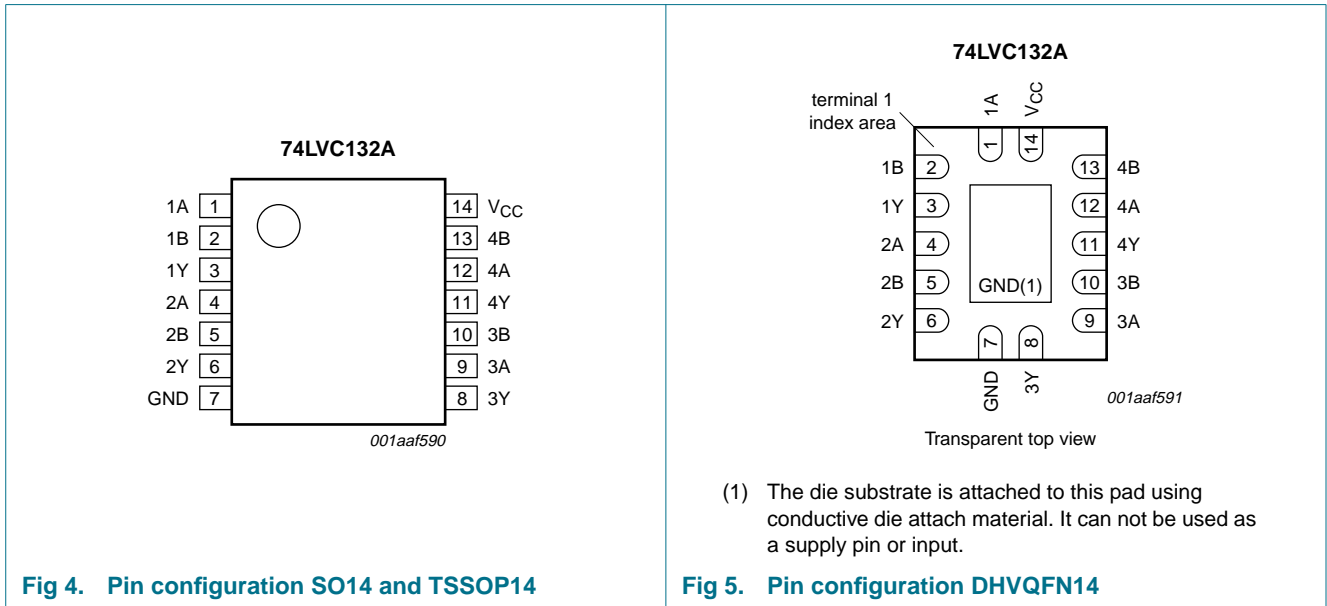 74LVC132A
1A 1 14 VCC
1B 2 13 4B
1Y 3 12 4A
2A 4 11 4Y
2B 5 10 3B
2Y 6 9 3A
GND 7 8 3Y
001aaf590
Fig 4. Pin configuration SO14 and TSSOP14
74LVC132A
terminal 1
index area
1A VCC
1 14
1B 2 13 4B
1Y 3 12 4A
2A 4 11 4Y
2B 5 GND(1) 10 3B
2Y 6 9 3A
7 8
GND 3Y
001aaf591
Transparent top view
(1) The die substrate is attached to this pad using
conductive die attach material. It can not be used as
a supply pin or input.
Fig 5. Pin configuration DHVQFN14